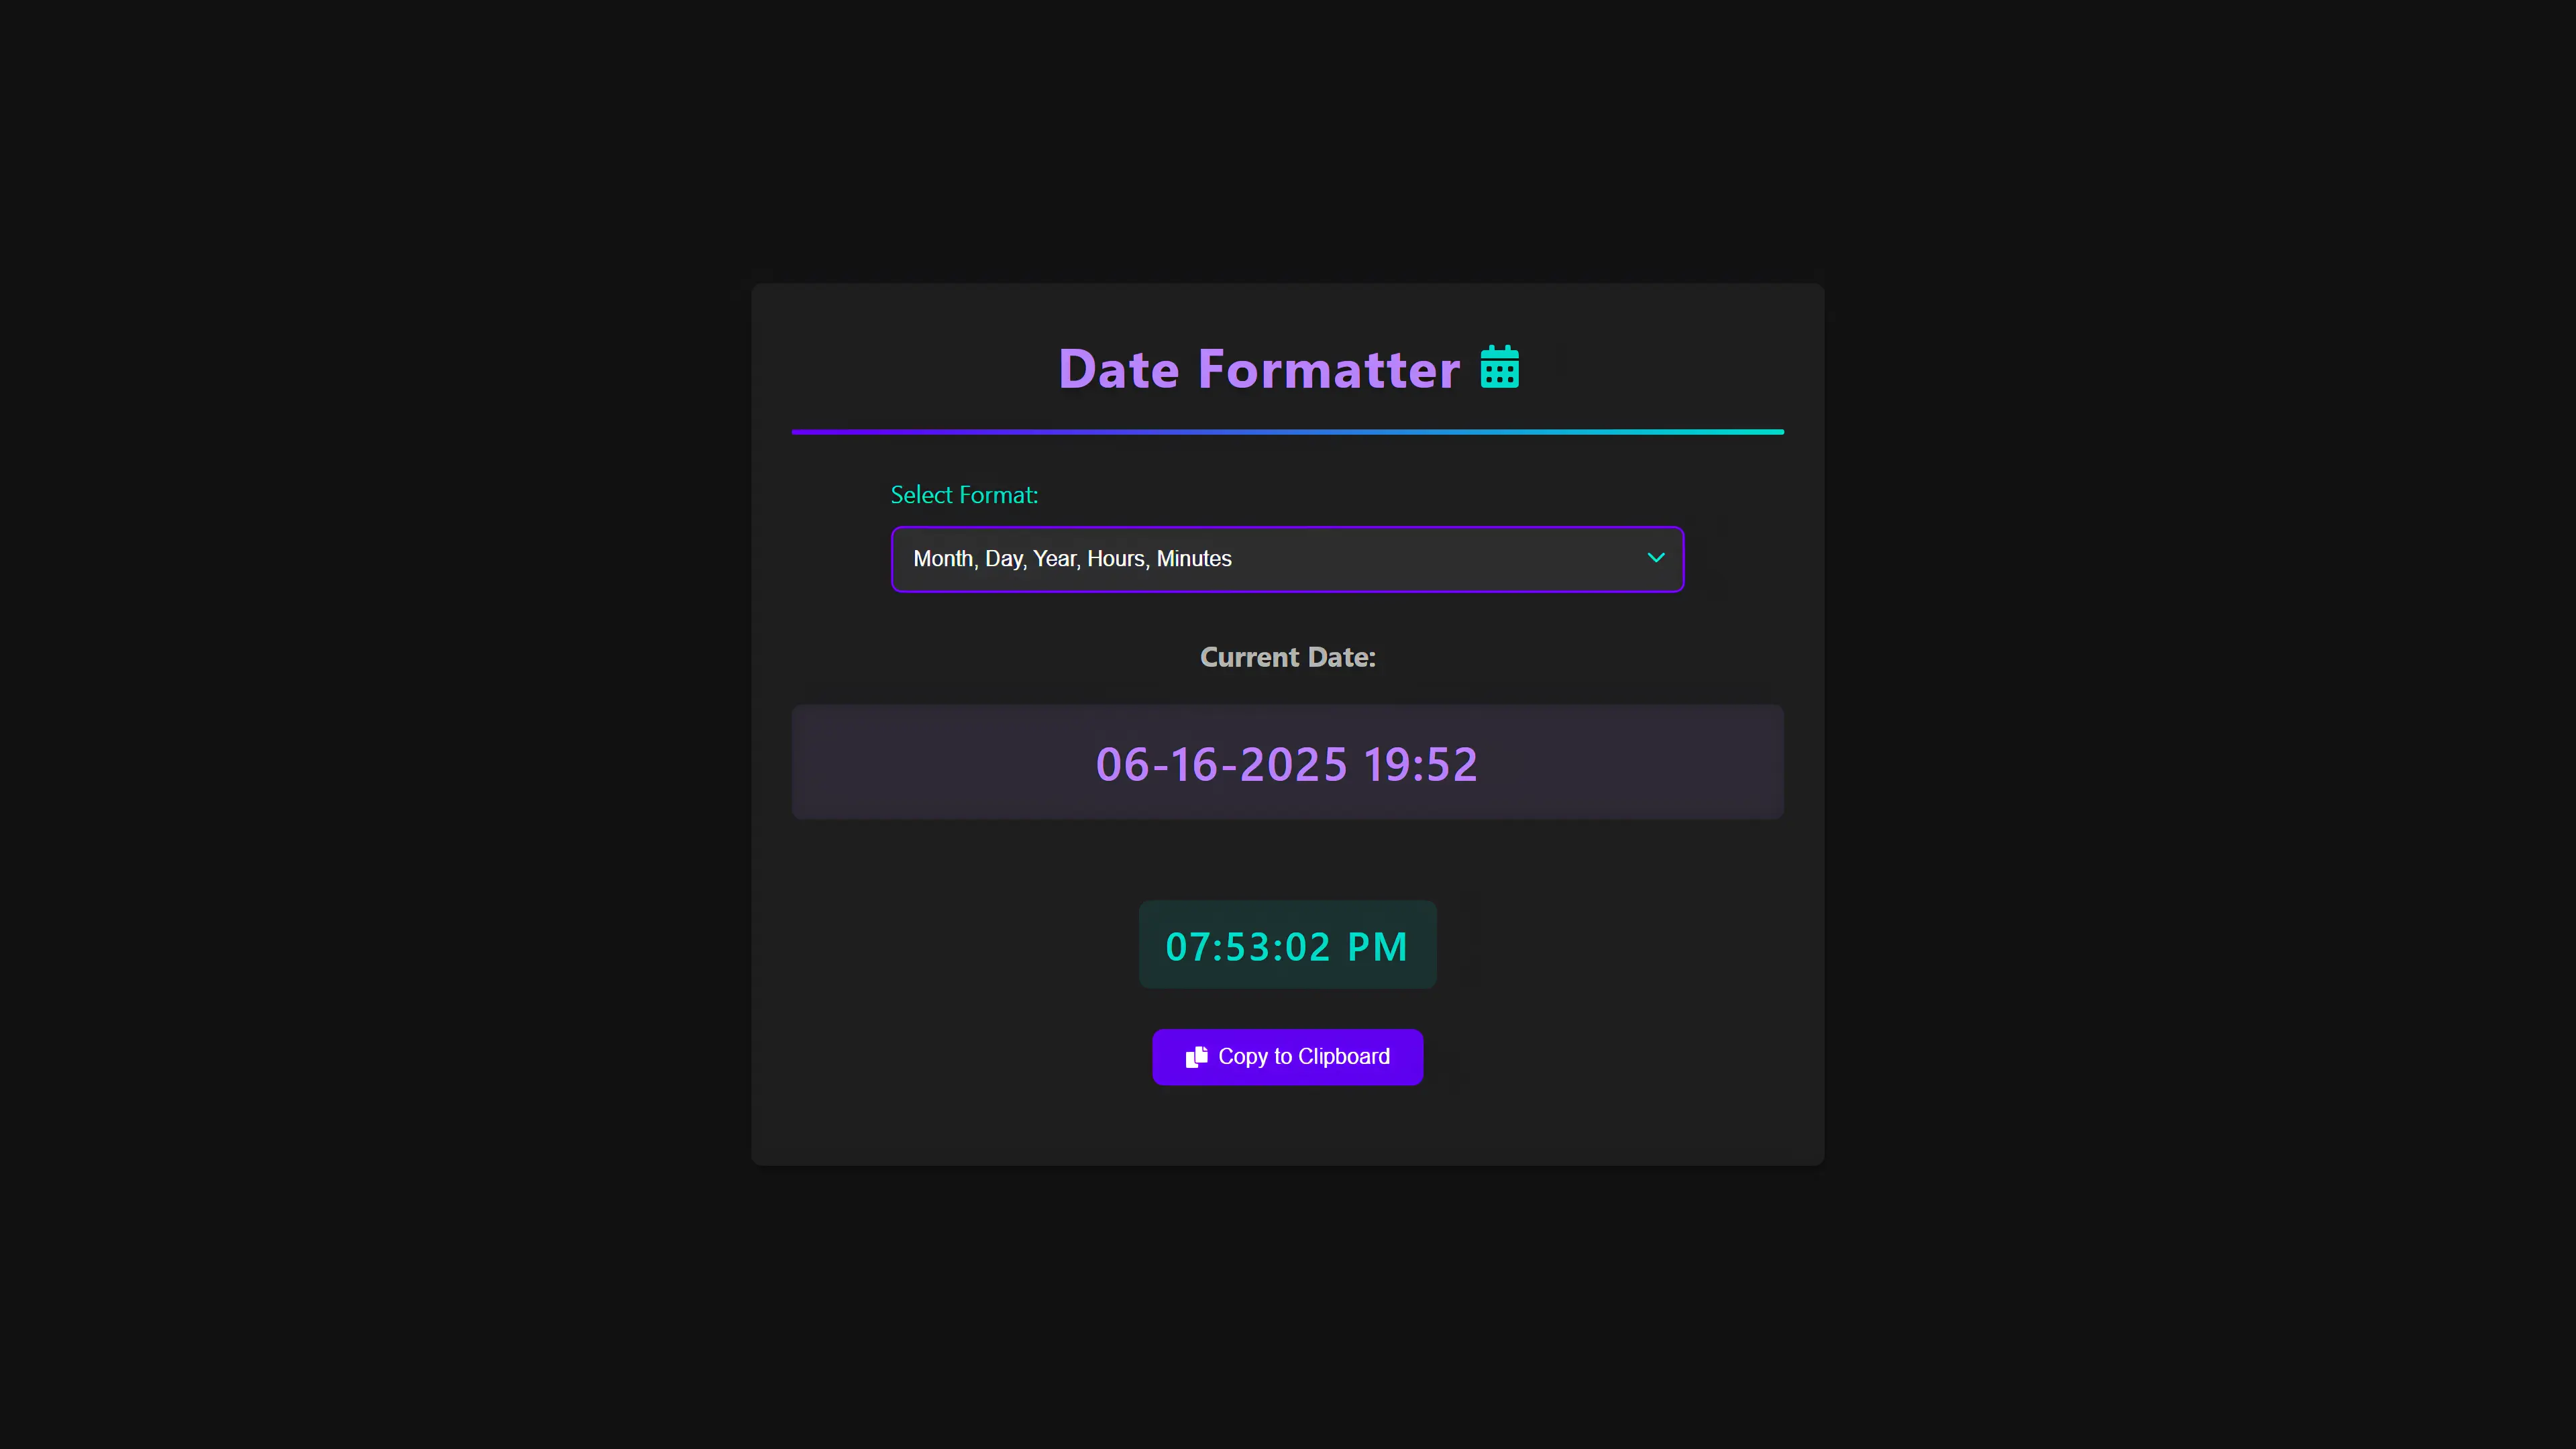 Date Formatter
Select Format:
Month, Day, Year, Hours, Minutes
Current Date:
06-16-2025 19:52
07:53:02 PM
Copy to Clipboard